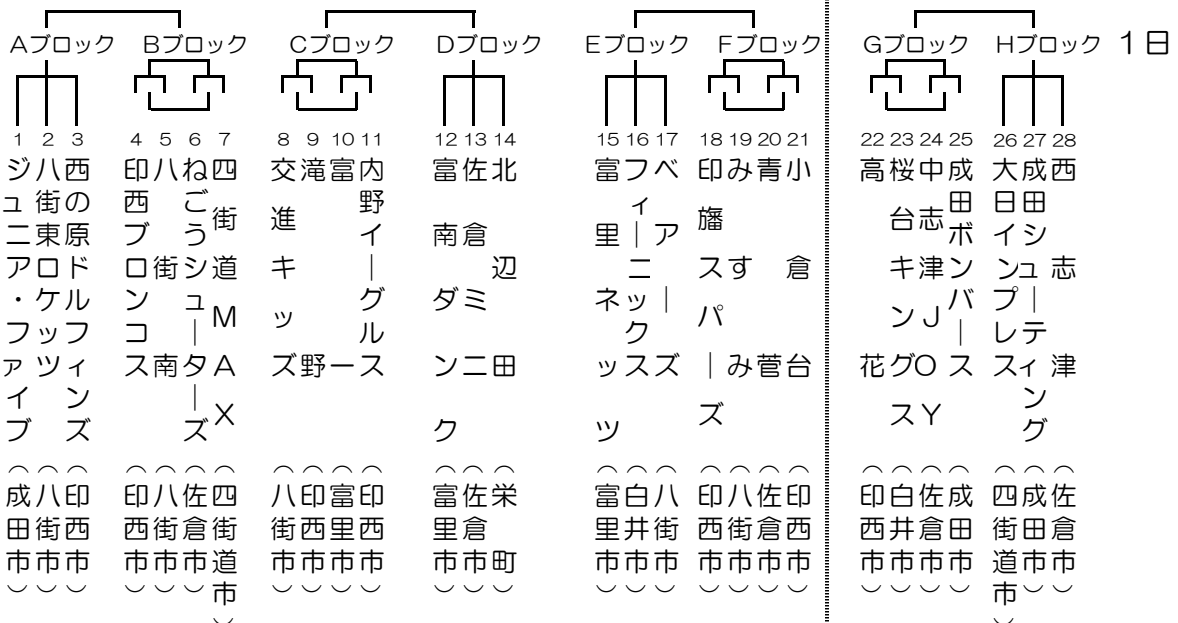 Aブロック Bブロック Cブロック Dブロック Eブロック Fブロック Gブロック Hブロック 1日
1 ジュニア・ファイブ（成田市）
2 八街東ロケッツ（八街市）
3 西の原ドルフィンズ（印西市）
4 印西ブロンコス（印西市）
5 八街南（八街市）
6 ねごうシューターズ（佐倉市）
7 四街道MAX（四街道市）
8 交進キッズ（八街市）
9 滝野（印西市）
10 富一（富里市）
11 内野イーグルス（印西市）
12 富南ダンク（富里市）
13 佐倉ミニ（佐倉市）
14 北辺田（栄町）
15 富里ネッツ（富里市）
16 フィーニックス（白井市）
17 ベアーズ（八街市）
18 印旛スパーズ（印西市）
19 みすみ（八街市）
20 青菅（佐倉市）
21 小倉台（印西市）
22 高花（印西市）
23 桜台キングス（白井市）
24 中志津JOY（佐倉市）
25 成田ボンバース（成田市）
26 大日インプレス（四街道市）
27 成田シューティング（成田市）
28 西志津（佐倉市）